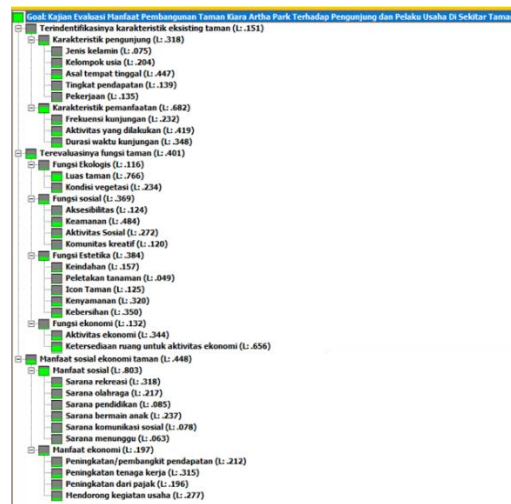 Goal: Kajian Evaluasi Manfaat Pembangunan Taman Kiara Artha Park Terhadap Pengunjung dan Pelaku Usaha Di Sekitar Taman
Terindentifikasinya karakteristik eksisting taman (L: .151)
Karakteristik pengunjung (L: .318)
Jenis kelamin (L: .075)
Kelompok usia (L: .204)
Asal tempat tinggal (L: .447)
Tingkat pendapatan (L: .139)
Pekerjaan (L: .135)
Karakteristik pemanfaatan (L: .682)
Frekuensi kunjungan (L: .232)
Aktivitas yang dilakukan (L: .419)
Durasi waktu kunjungan (L: .348)
Terevaluasinya fungsi taman (L: .401)
Fungsi Ekologis (L: .116)
Luas taman (L: .766)
Kondisi vegetasi (L: .234)
Fungsi sosial (L: .369)
Aksesibilitas (L: .124)
Keamanan (L: .484)
Aktivitas Sosial (L: .272)
Komunitas kreatif (L: .120)
Fungsi Estetika (L: .384)
Keindahan (L: .157)
Peletakan tanaman (L: .049)
Icon Taman (L: .125)
Kenyamanan (L: .320)
Kebersihan (L: .350)
Fungsi ekonomi (L: .132)
Aktivitas ekonomi (L: .344)
Ketersediaan ruang untuk aktivitas ekonomi (L: .656)
Manfaat sosial ekonomi taman (L: .448)
Manfaat sosial (L: .803)
Sarana rekreasi (L: .318)
Sarana olahraga (L: .217)
Sarana pendidikan (L: .085)
Sarana bermain anak (L: .237)
Sarana komunikasi sosial (L: .078)
Sarana menunggu (L: .063)
Manfaat ekonomi (L: .197)
Peningkatan/pembangkit pendapatan (L: .212)
Peningkatan tenaga kerja (L: .315)
Peningkatan dari pajak (L: .196)
Mendorong kegiatan usaha (L: .277)